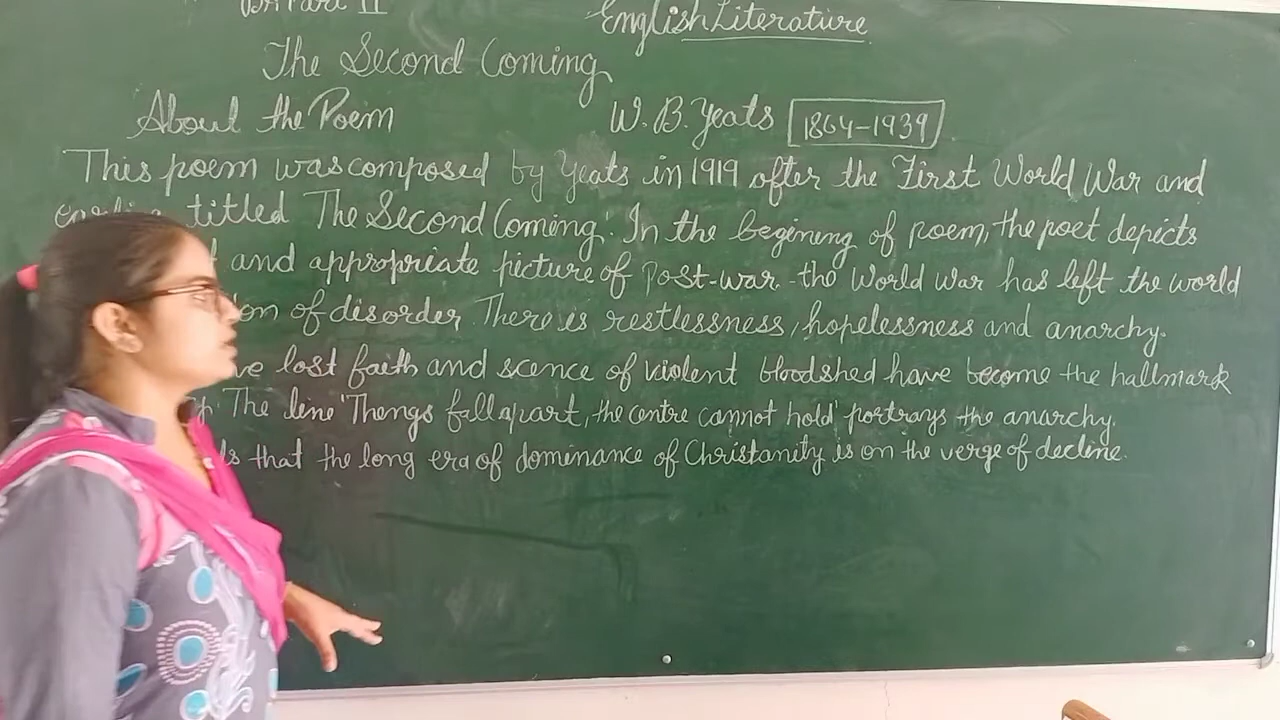 Part II
English Literature
The Second Coming
About the Poem
W. B. Yeats 1864-1939
This poem was composed by Yeats in 1919 after the First World War and
titled 'The Second Coming'. In the begining of poem, the poet depicts
and appropriate picture of Post-war. - the World War has left the world
of disorder. There is restlessness, hopelessness and anarchy.
lost faith and scence of violent bloodshed have become the hallmark
The line 'Thengs fall apart, the centre cannot hold' portrays the anarchy.
that the long era of dominance of Christanity is on the verge of decline.